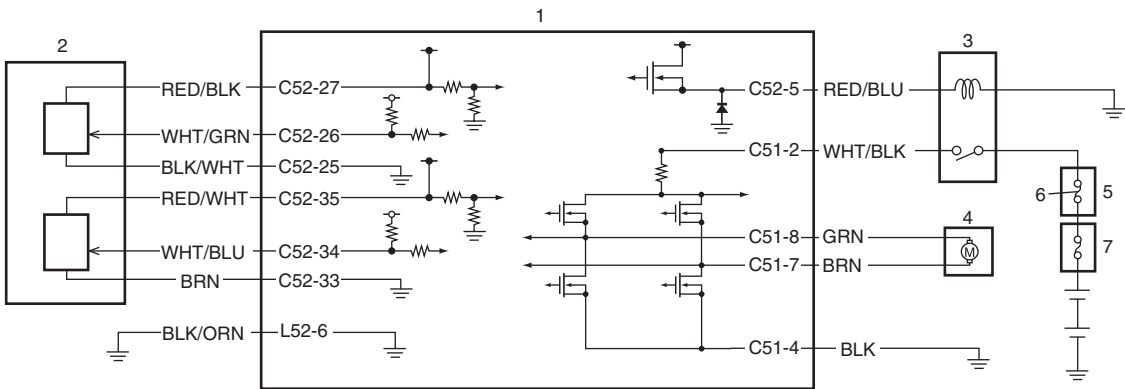 1
2
3
RED/BLK C52-27
C52-5 RED/BLU
WHT/GRN C52-26
C51-2 WHT/BLK
BLK/WHT C52-25
RED/WHT C52-35
6
5
4
WHT/BLU C52-34
C51-8 GRN
M
7
C51-7 BRN
BRN C52-33
BLK/ORN L52-6
C51-4 BLK